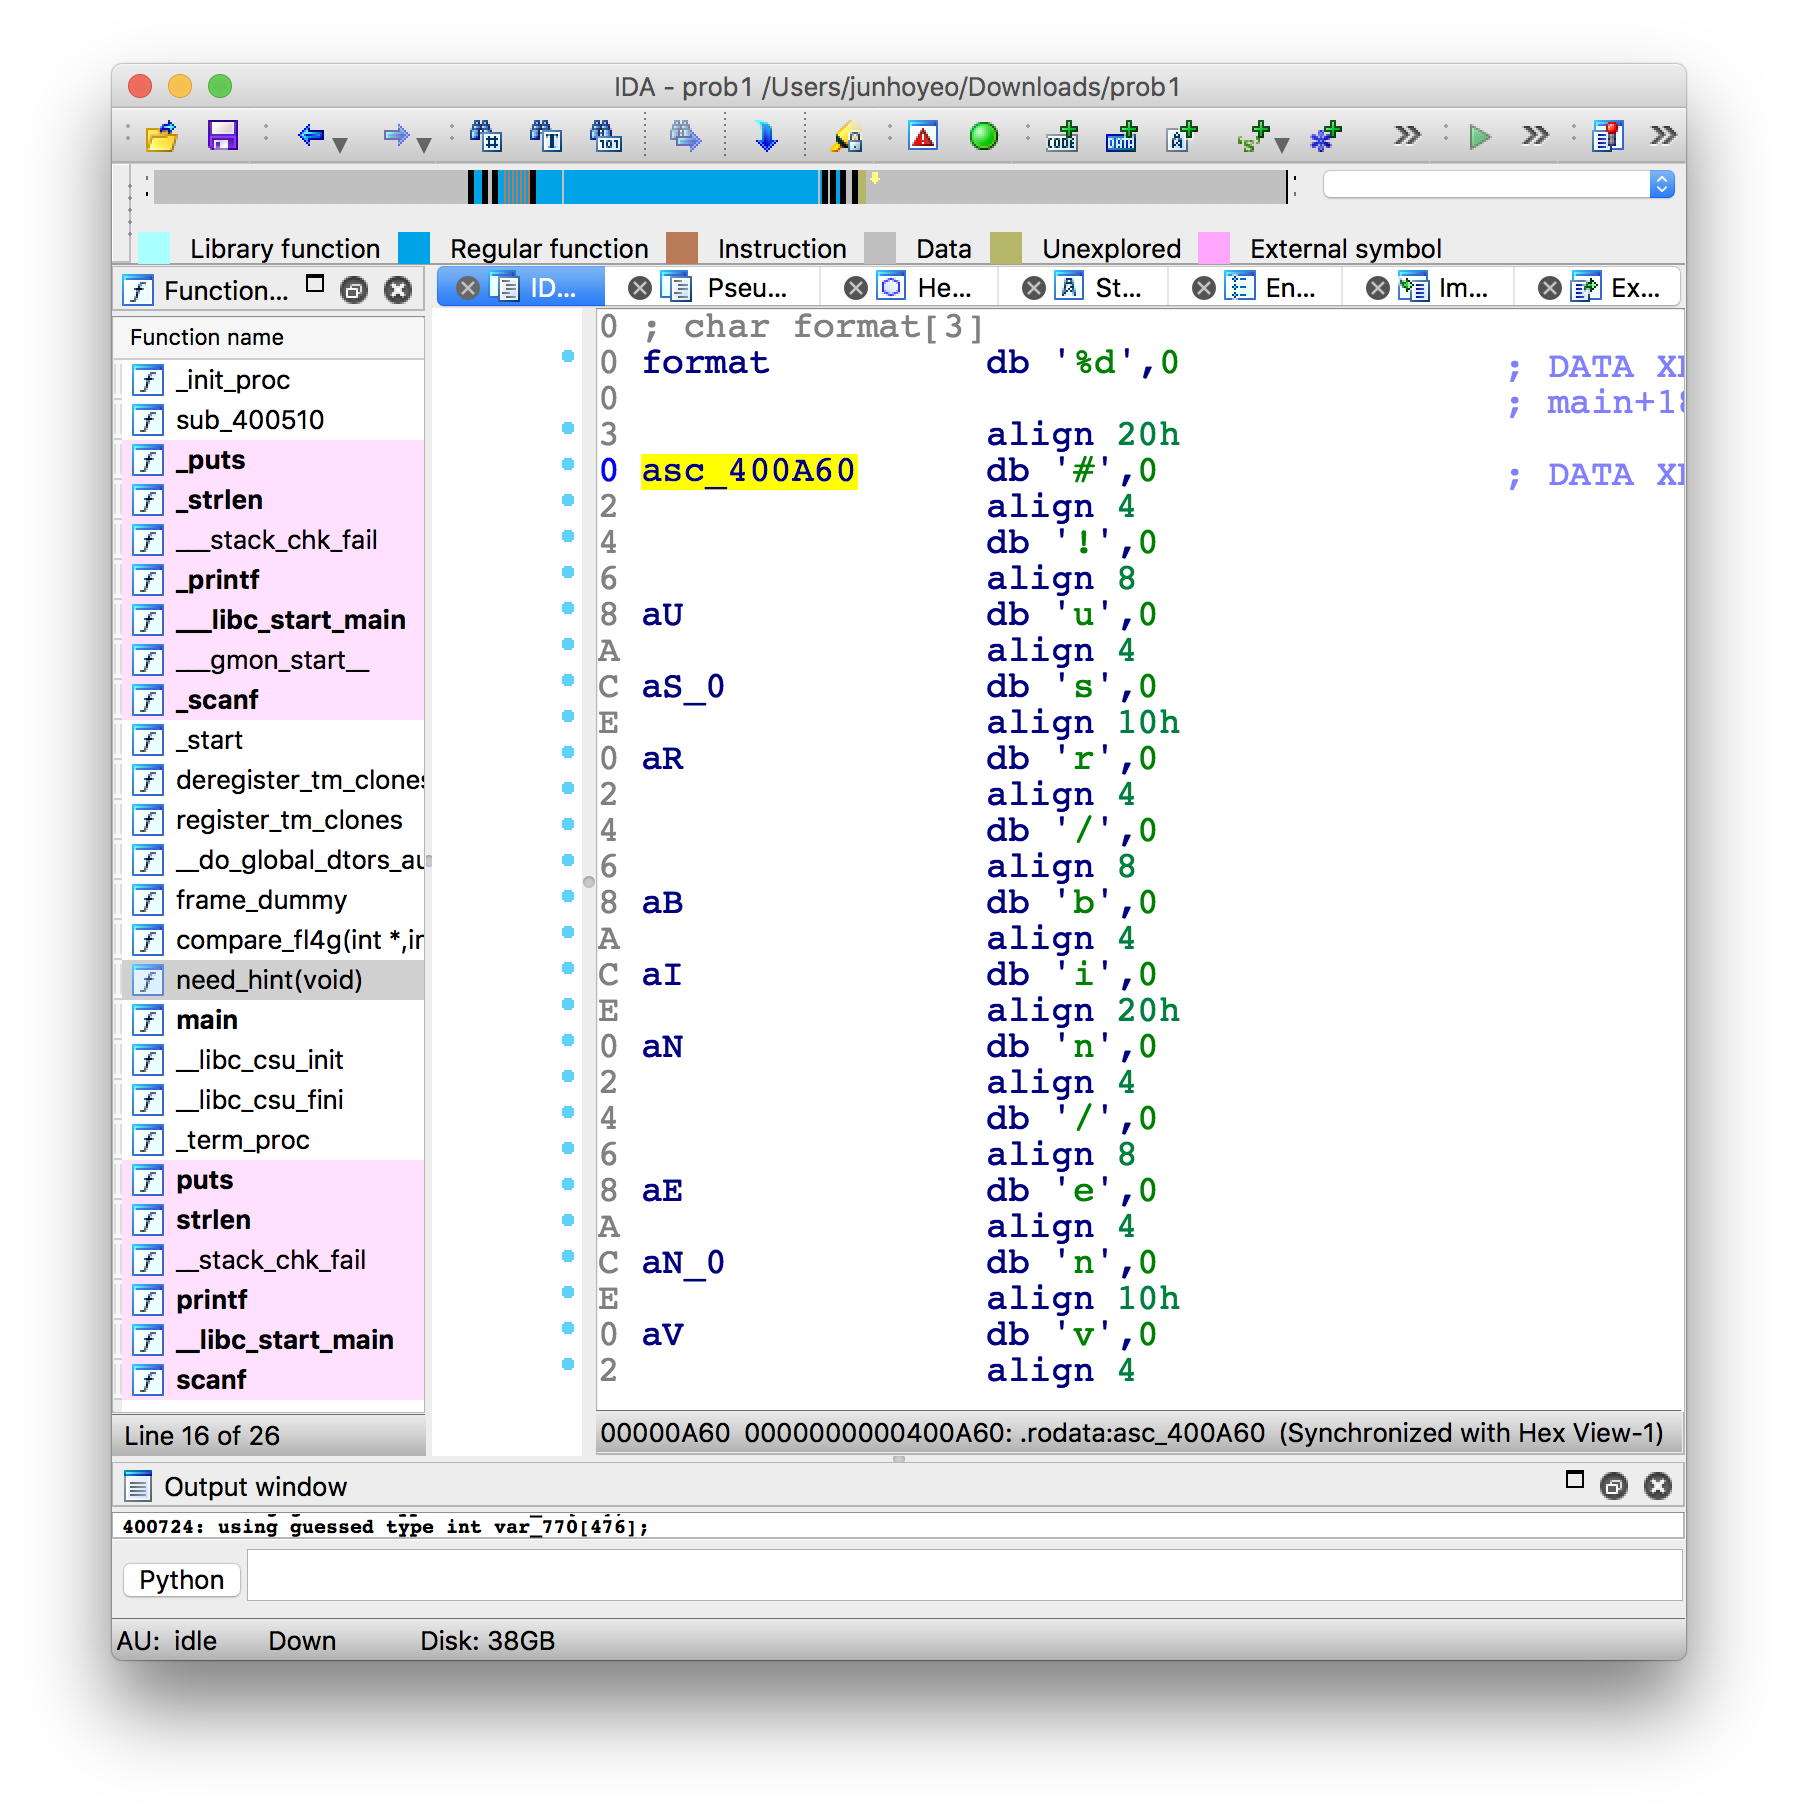 IDA - prob1 /Users/junhoyeo/Downloads/prob1
Library function Regular function Instruction Data Unexplored External symbol
Function...
ID... Pseu... He... St... En... Im... Ex...
Function name
_init_proc
sub_400510
_puts
_strlen
___stack_chk_fail
_printf
___libc_start_main
___gmon_start__
_scanf
_start
deregister_tm_clones
register_tm_clones
__do_global_dtors_au
frame_dummy
compare_fl4g(int *,in
need_hint(void)
main
__libc_csu_init
__libc_csu_fini
_term_proc
puts
strlen
__stack_chk_fail
printf
__libc_start_main
scanf
Line 16 of 26
0 ; char format[3]
0 format db '%d',0 ; DATA X
0 ; main+18
3 align 20h
0 asc_400A60 db '#',0 ; DATA X
2 align 4
4 db '!',0
6 align 8
8 aU db 'u',0
A align 4
C aS_0 db 's',0
E align 10h
0 aR db 'r',0
2 align 4
4 db '/',0
6 align 8
8 aB db 'b',0
A align 4
C aI db 'i',0
E align 20h
0 aN db 'n',0
2 align 4
4 db '/',0
6 align 8
8 aE db 'e',0
A align 4
C aN_0 db 'n',0
E align 10h
0 aV db 'v',0
2 align 4
00000A60 0000000000400A60: .rodata:asc_400A60 (Synchronized with Hex View-1)
Output window
400724: using guessed type int var_770[476];
Python
AU: idle Down Disk: 38GB